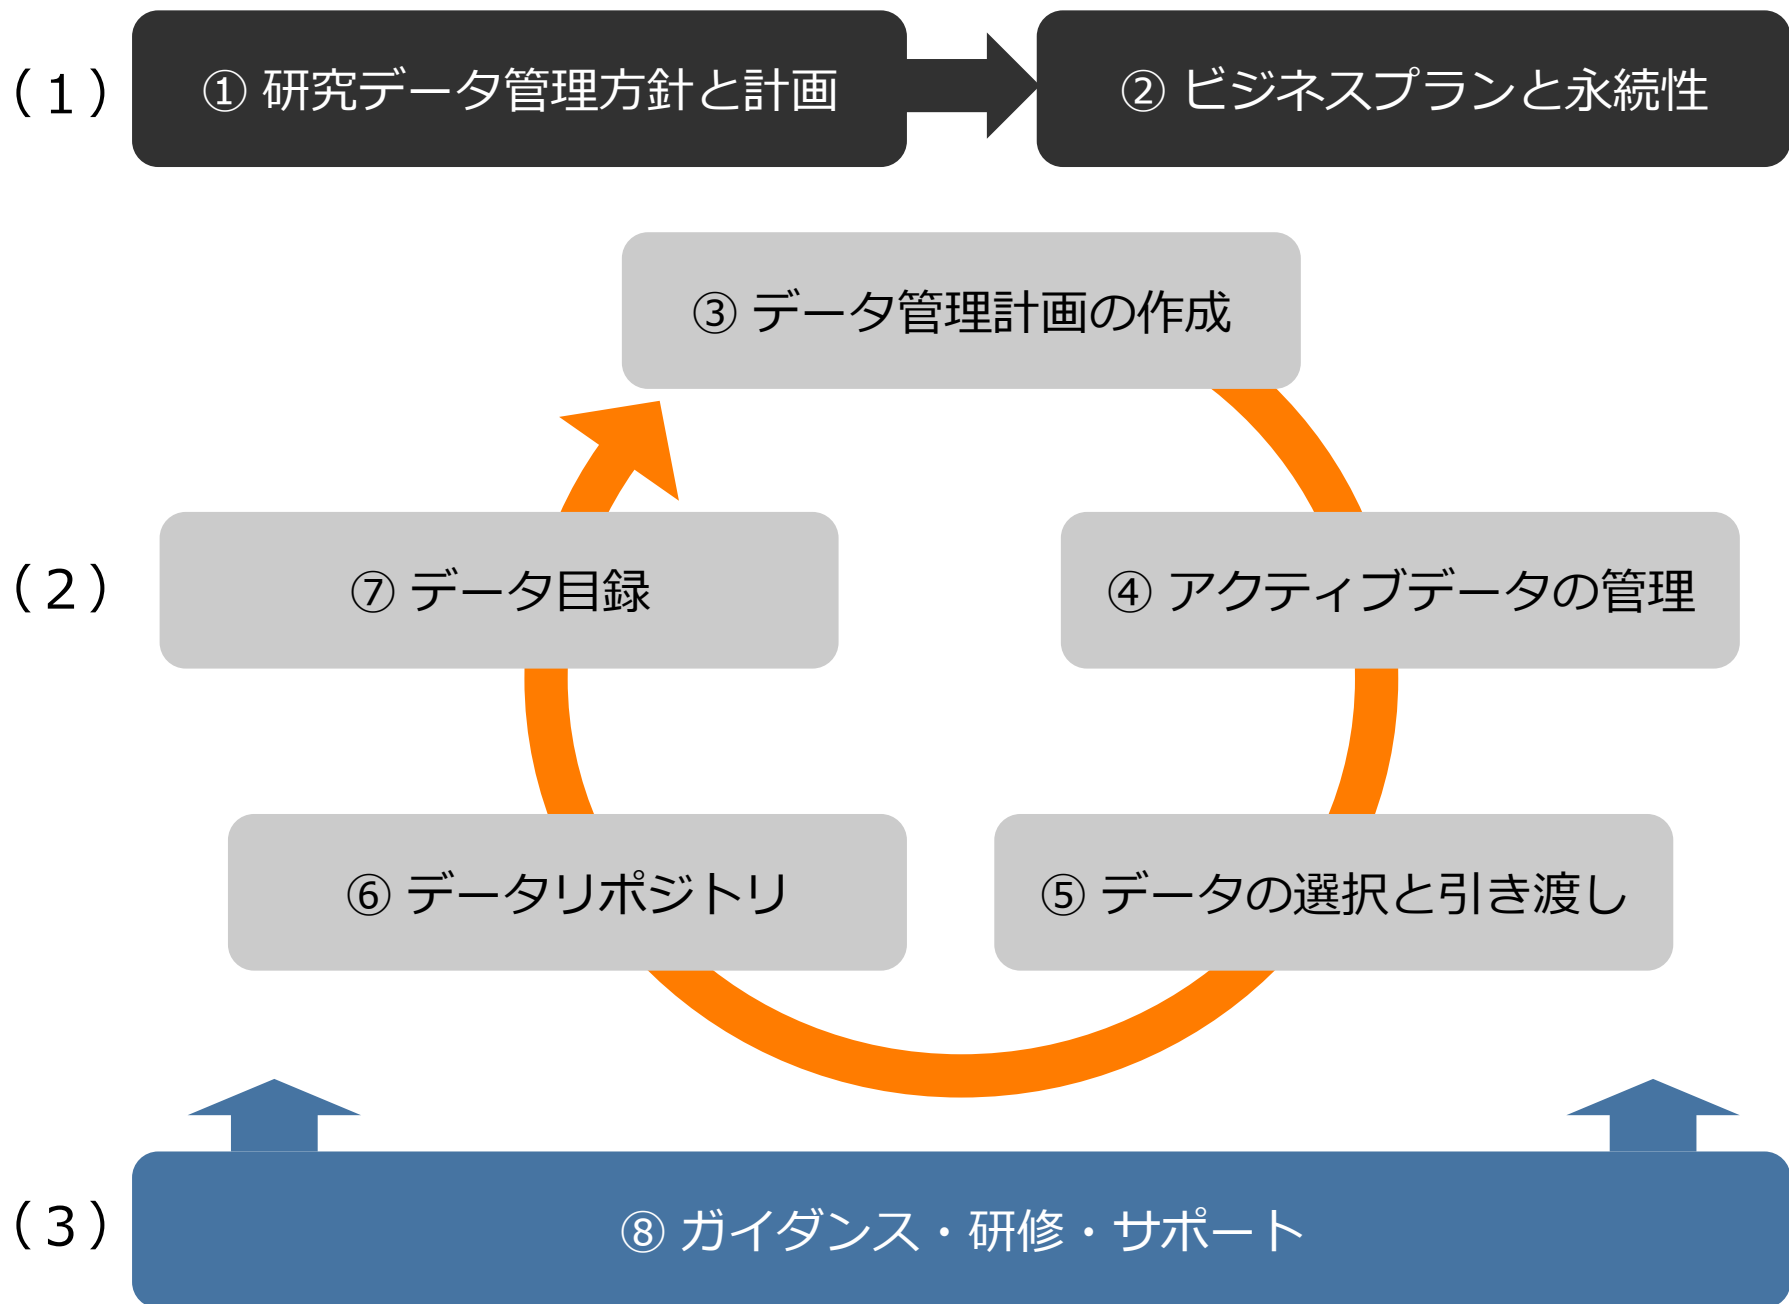 (1)
① 研究データ管理方針と計画
② ビジネスプランと永続性
③ データ管理計画の作成
(2)
⑦ データ目録
④ アクティブデータの管理
⑥ データリポジトリ
⑤ データの選択と引き渡し
(3)
⑧ ガイダンス・研修・サポート